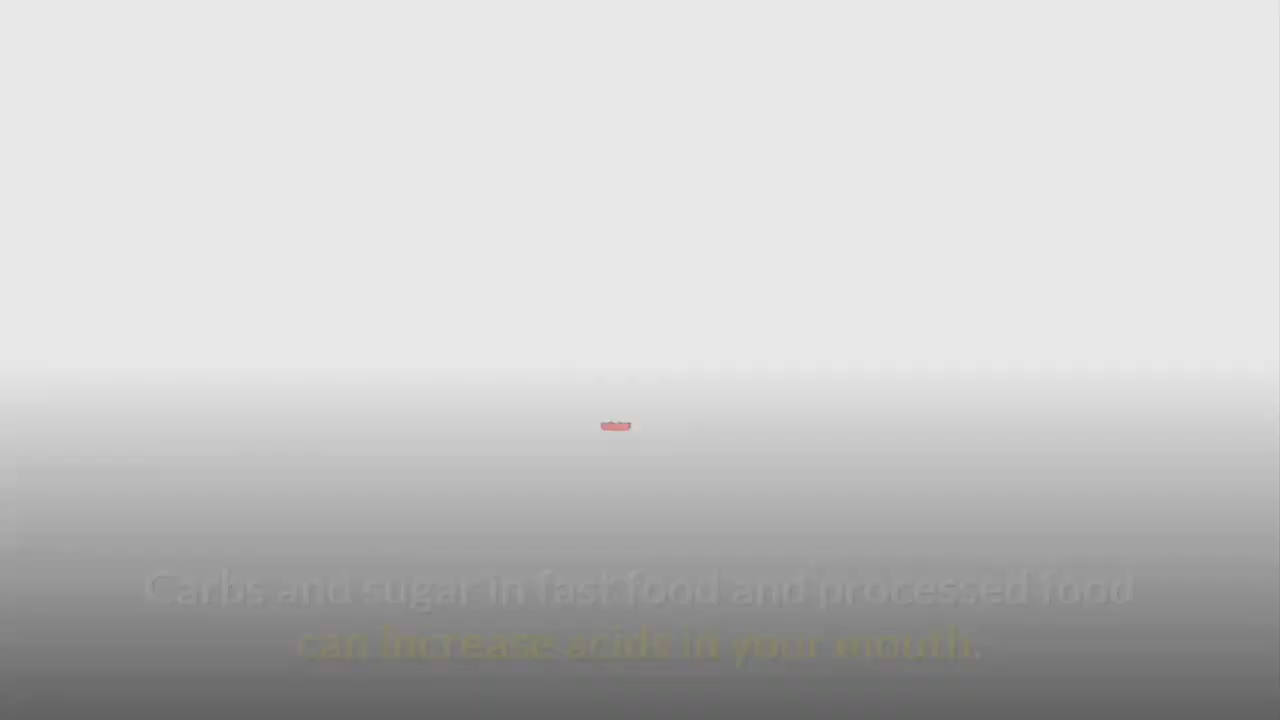 Carbs and sugar in fast food and processed food
can increase acids in your mouth.